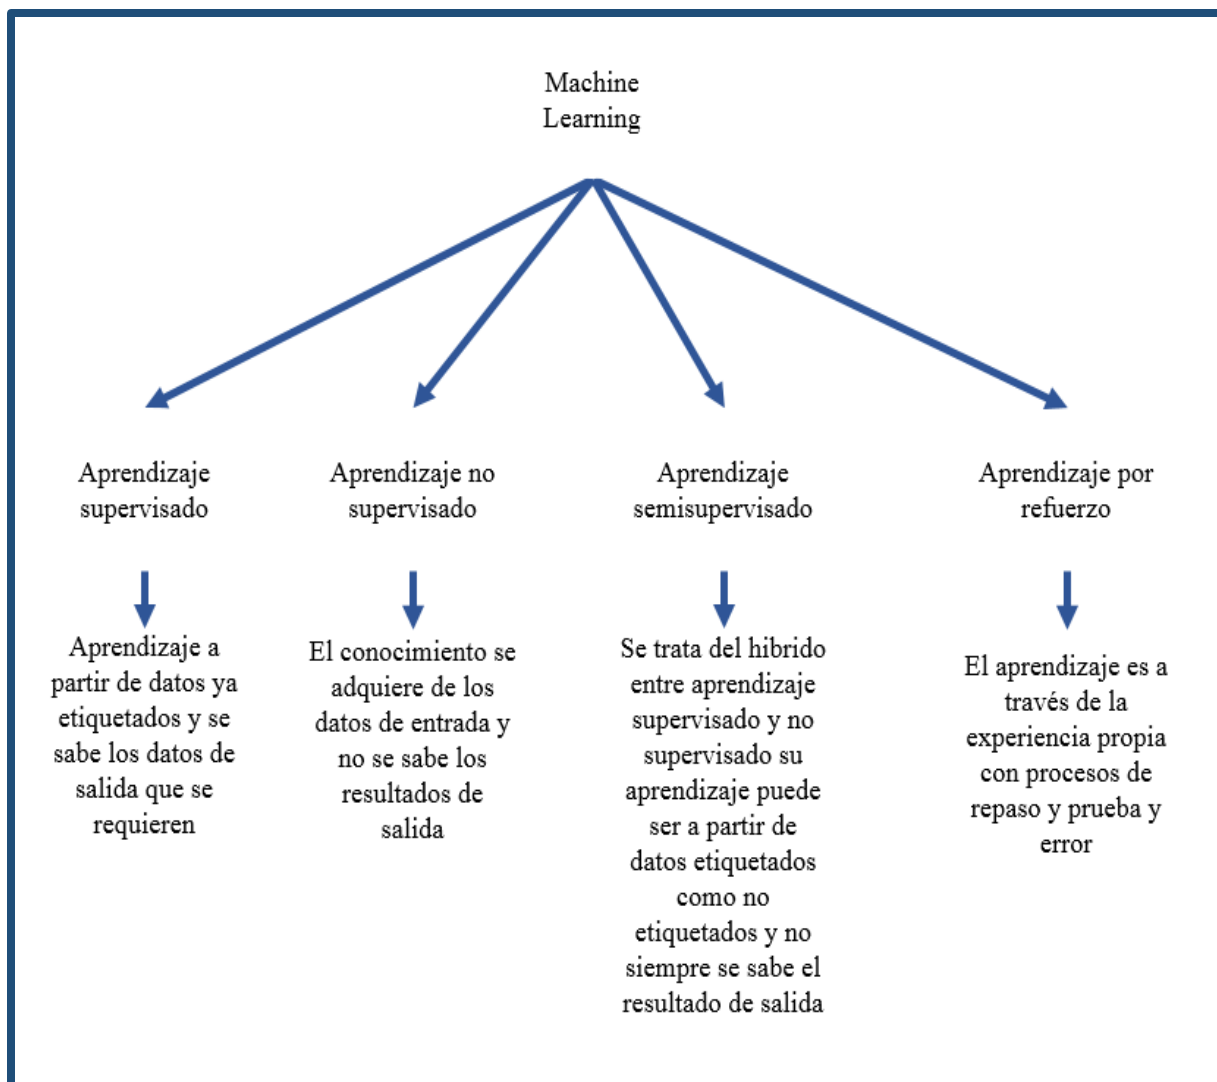 Machine
Learning
Aprendizaje
supervisado
Aprendizaje no
supervisado
Aprendizaje
semisupervisado
Aprendizaje por
refuerzo
Aprendizaje a
partir de datos ya
etiquetados y se
sabe los datos de
salida que se
requieren
El conocimiento se
adquiere de los
datos de entrada y
no se sabe los
resultados de
salida
Se trata del hibrido
entre aprendizaje
supervisado y no
supervisado su
aprendizaje puede
ser a partir de
datos etiquetados
como no
etiquetados y no
siempre se sabe el
resultado de salida
El aprendizaje es a
través de la
experiencia propia
con procesos de
repaso y prueba y
error